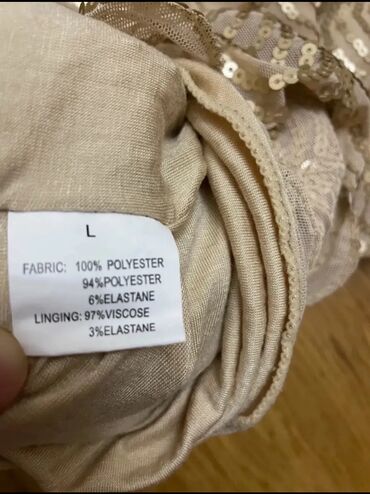 L
FABRIC: 100% POLYESTER
94%POLYESTER
6%ELASTANE
LINGING: 97%VISCOSE
3%ELASTANE